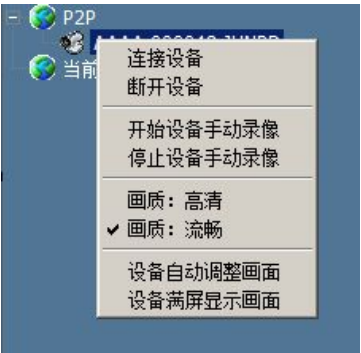 P2P
当前
连接设备
断开设备
开始设备手动录像
停止设备手动录像
画质：高清
画质：流畅
设备自动调整画面
设备满屏显示画面